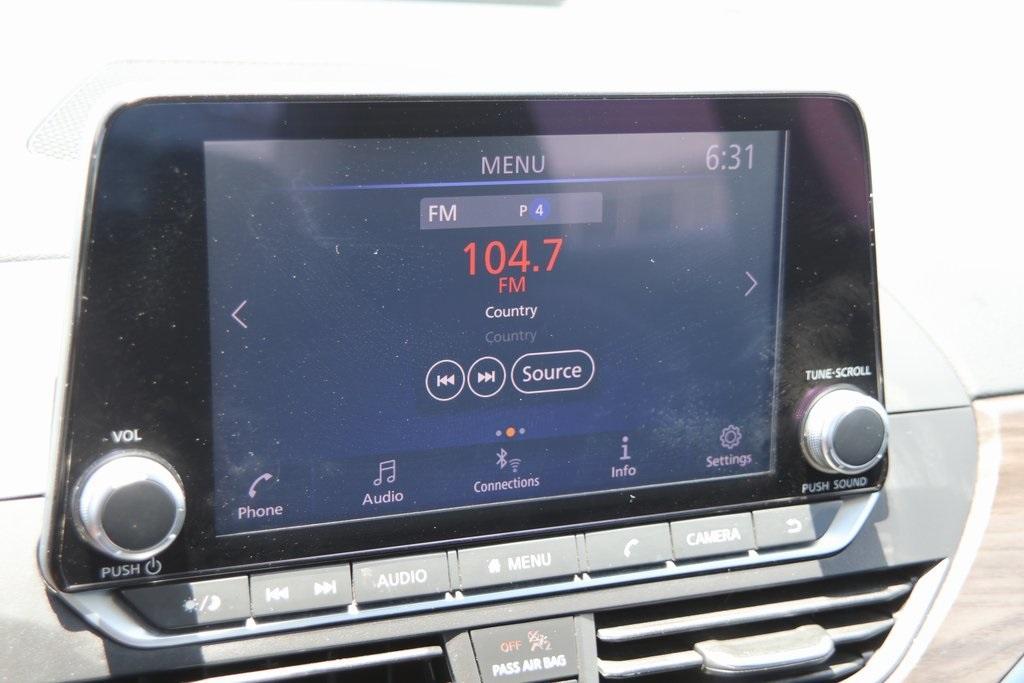 MENU
6:31
FM P 4
104.7
FM
Country
Country
Source
Phone
Audio
Connections
Info
Settings
VOL
PUSH
TUNE·SCROLL
PUSH SOUND
AUDIO
MENU
CAMERA
OFF 2
PASS AIR BAG